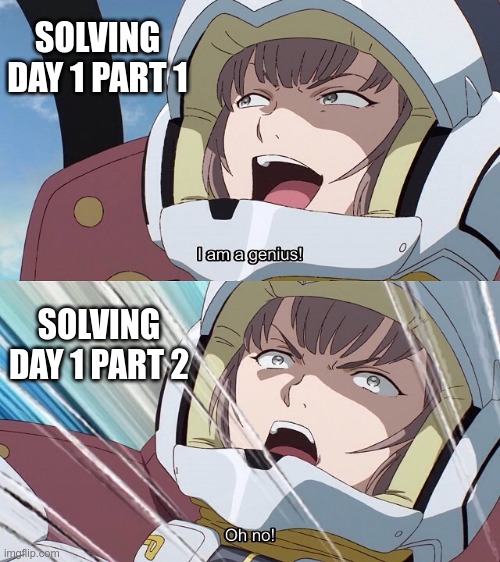 SOLVING
DAY 1 PART 1
I am a genius!
SOLVING
DAY 1 PART 2
Oh no!
imgflip.com